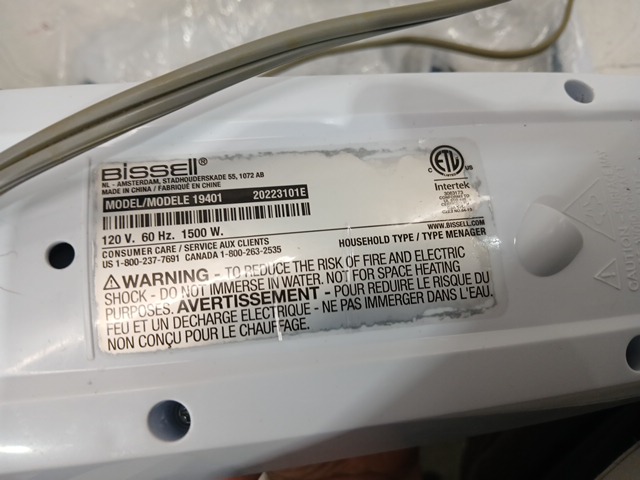 BISSELL®
NL - AMSTERDAM, STADHOUDERSKADE 55, 1072 AB
MADE IN CHINA / FABRIQUÉ EN CHINE
MODEL/MODELE 19401 20223101E
120 V. 60 Hz. 1500 W.
WWW.BISSELL.COM
CONSUMER CARE / SERVICE AUX CLIENTS
HOUSEHOLD TYPE / TYPE MENAGER
US 1-800-237-7691 CANADA 1-800-263-2535
WARNING - TO REDUCE THE RISK OF FIRE AND ELECTRIC
SHOCK - DO NOT IMMERSE IN WATER. NOT FOR SPACE HEATING
PURPOSES. AVERTISSEMENT - POUR REDUIRE LE RISQUE DE
FEU ET UN DECHARGE ELECTRIQUE - NE PAS IMMERGER DANS L'EAU.
NON CONÇU POUR LE CHAUFFAGE.
C ETL
Intertek